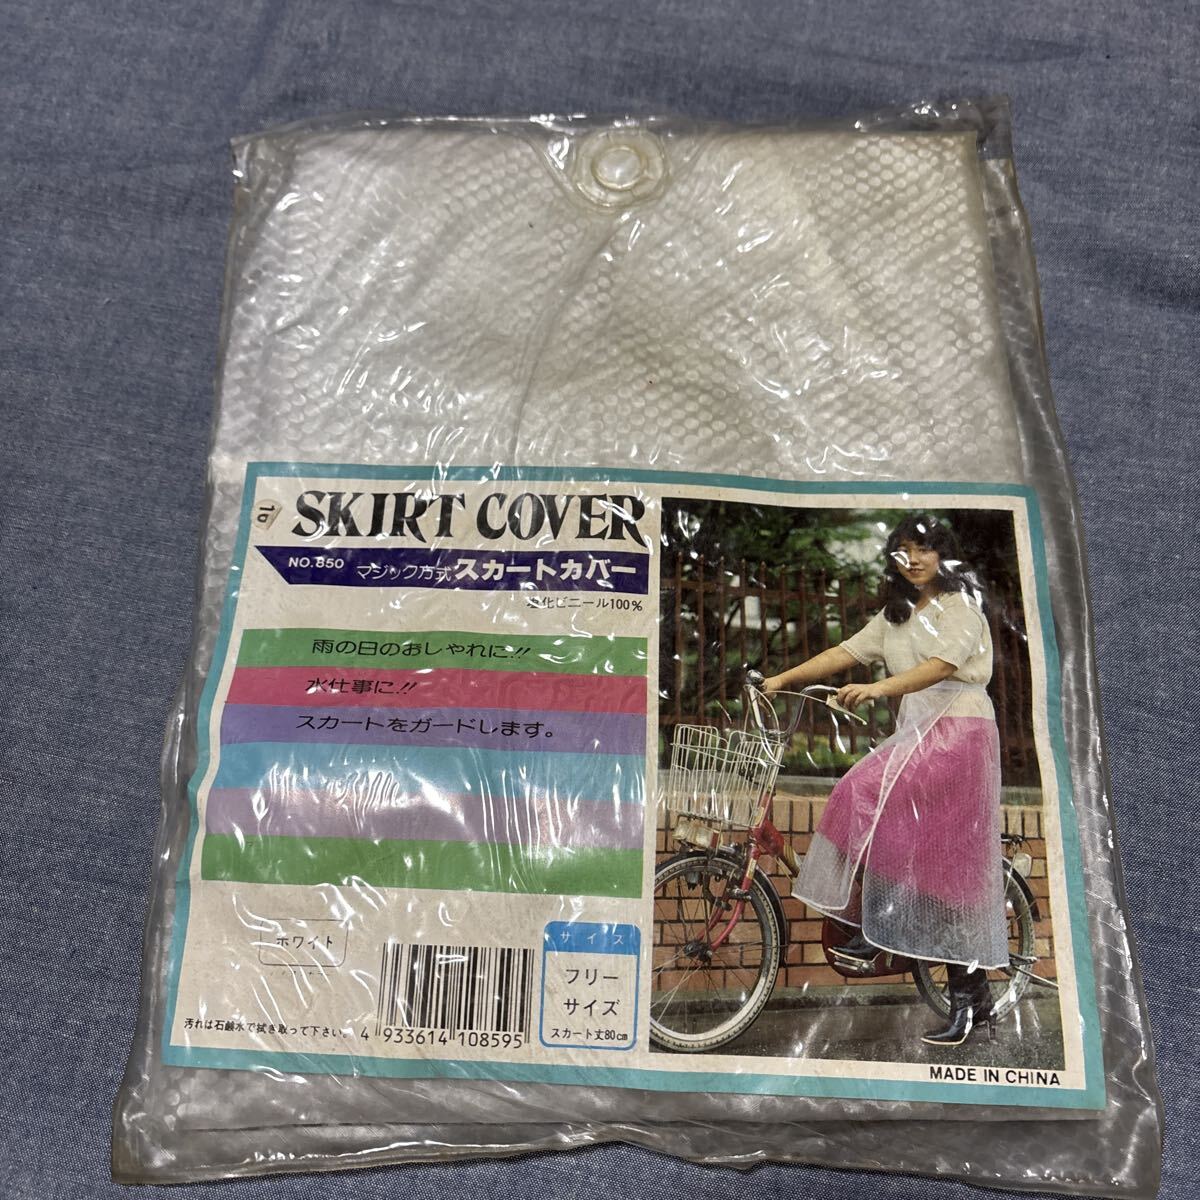 SKIRT COVER
NO.850 マジック方式スカートカバー
塩化ビニール100%
雨の日のおしゃれに!!
水仕事に!!
スカートをガードします。
ホワイト
汚れは石鹸水で拭き取って下さい。
4 933614 108595
サイズ
フリー
サイズ
スカート丈80cm
MADE IN CHINA